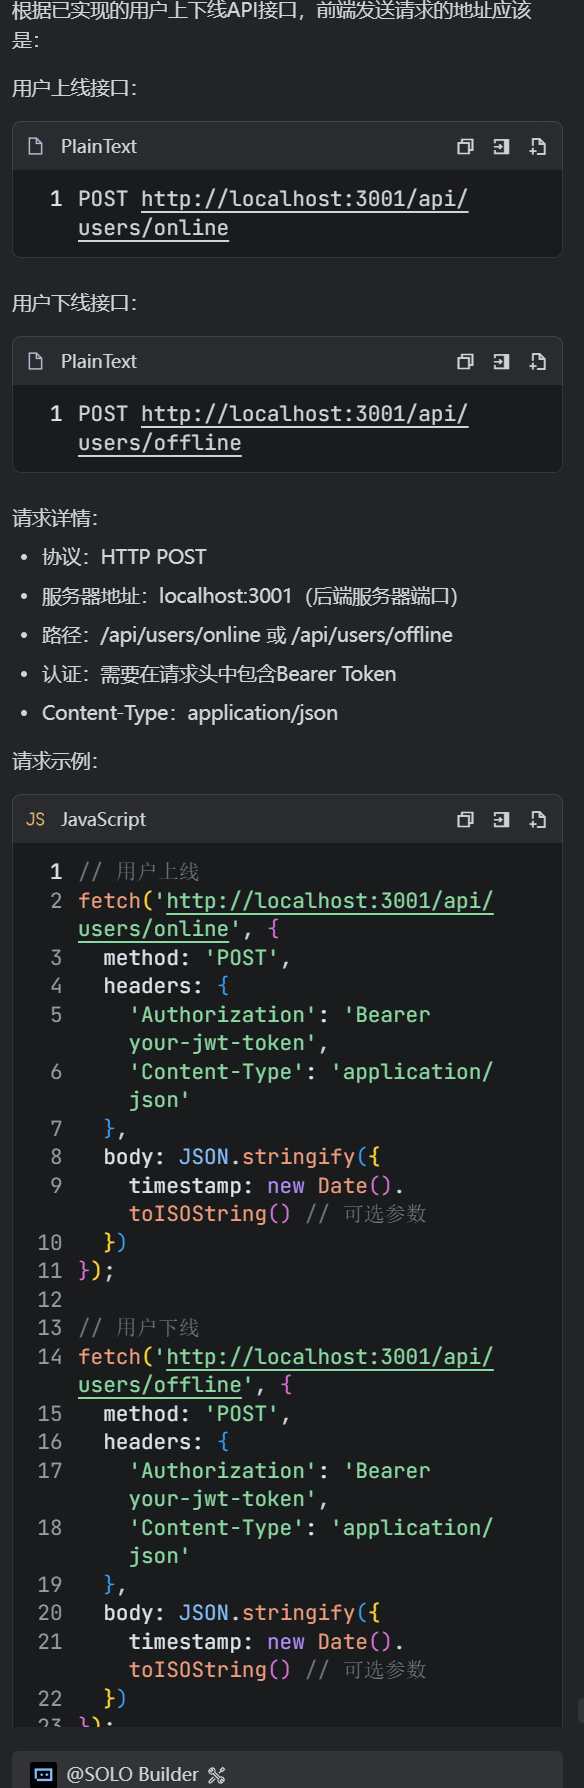 根据已实现的用户上下线API接口，前端发送请求的地址应该
是：
用户上线接口：
PlainText
1 POST http://localhost:3001/api/
users/online
用户下线接口：
PlainText
1 POST http://localhost:3001/api/
users/offline
请求详情：
• 协议：HTTP POST
• 服务器地址：localhost:3001（后端服务器端口）
• 路径：/api/users/online 或 /api/users/offline
• 认证：需要在请求头中包含Bearer Token
• Content-Type：application/json
请求示例：
JS JavaScript
1 // 用户上线
2 fetch('http://localhost:3001/api/
users/online', {
3   method: 'POST',
4   headers: {
5     'Authorization': 'Bearer
your-jwt-token',
6     'Content-Type': 'application/
json'
7   },
8   body: JSON.stringify({
9     timestamp: new Date().
toISOString() // 可选参数
10   })
11 });
12
13 // 用户下线
14 fetch('http://localhost:3001/api/
users/offline', {
15   method: 'POST',
16   headers: {
17     'Authorization': 'Bearer
your-jwt-token',
18     'Content-Type': 'application/
json'
19   },
20   body: JSON.stringify({
21     timestamp: new Date().
toISOString() // 可选参数
22   })
23 });
@SOLO Builder